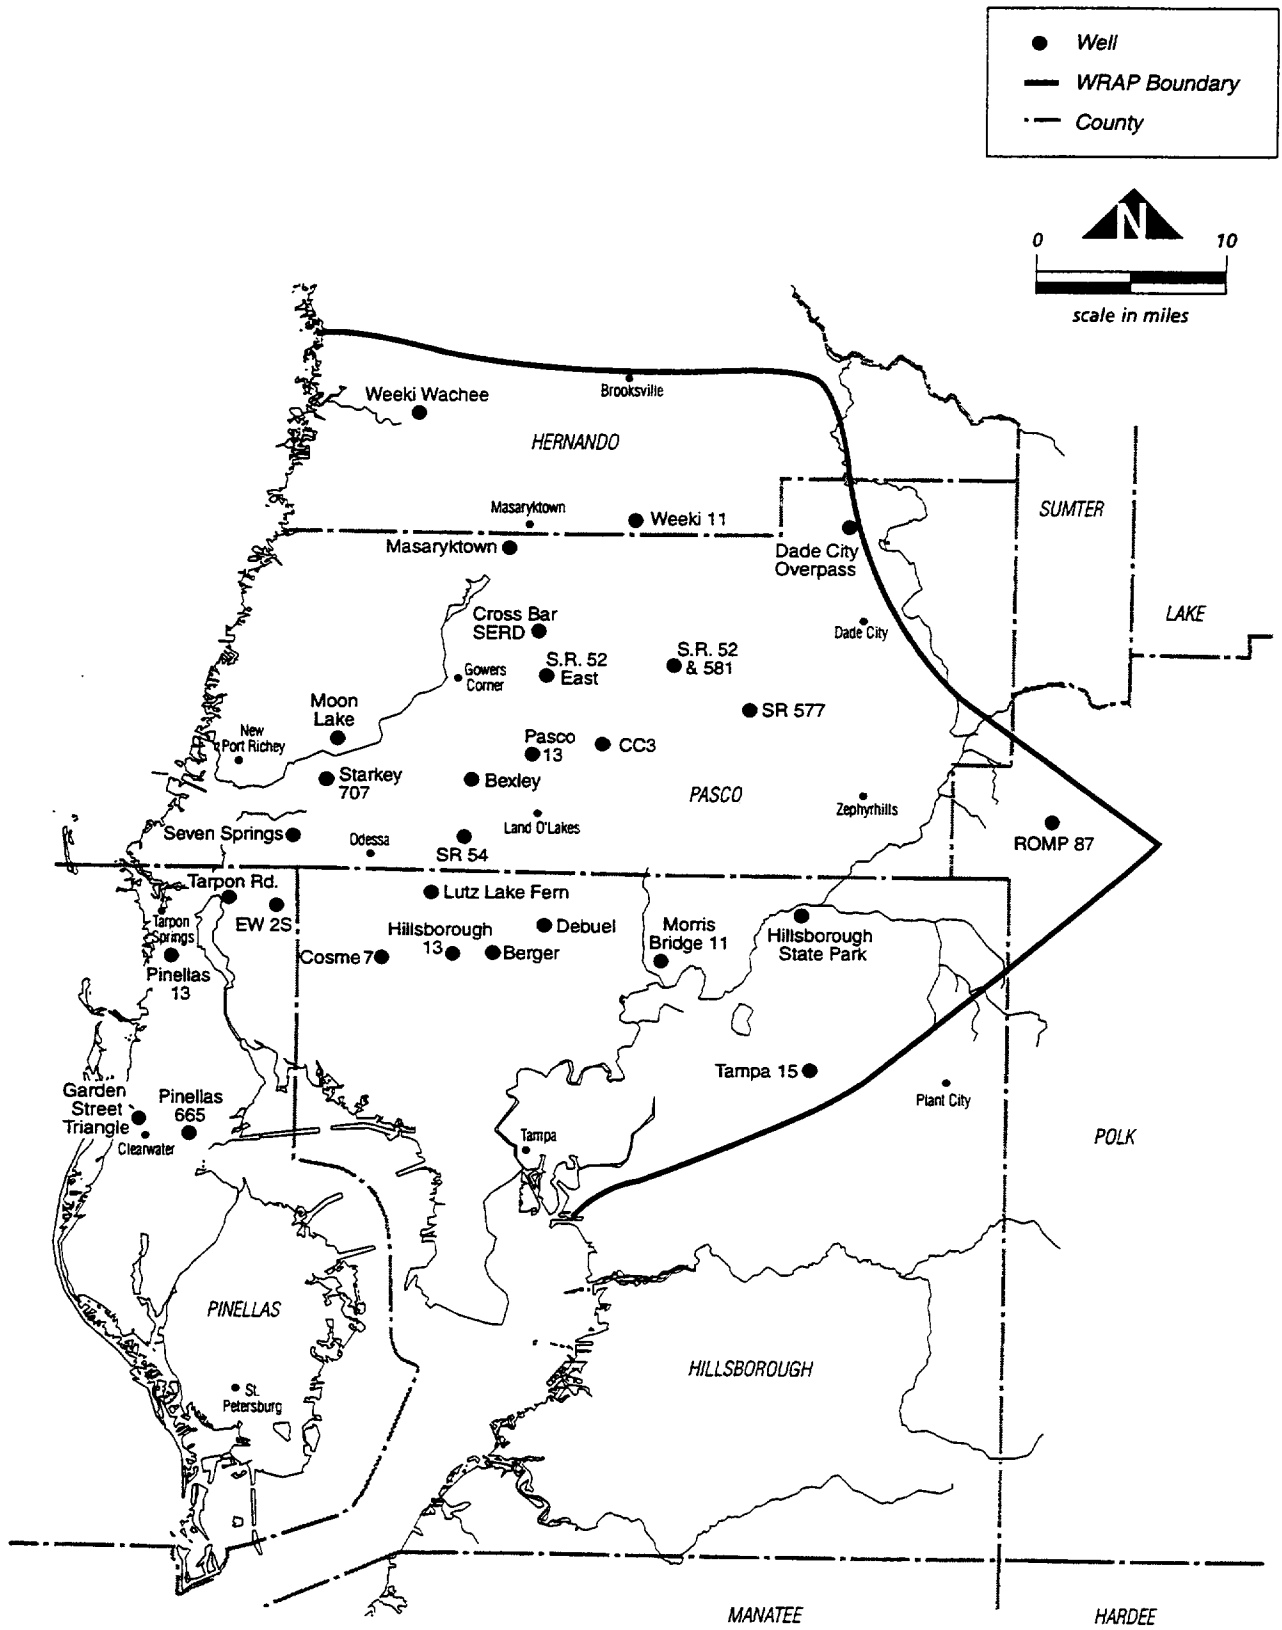 Well
WRAP Boundary
County
N
0 10
scale in miles
Brooksville
Weeki Wachee
HERNANDO
SUMTER
Masaryktown
Weeki 11
Masaryktown
Dade City
Overpass
LAKE
Cross Bar
SERD
Dade City
S.R. 52
& 581
S.R. 52
East
Gowers
Corner
Moon
Lake
SR 577
New
Port Richey
Pasco
13
CC3
Starkey
707
Bexley
PASCO
Zephyrhills
Land O'Lakes
Seven Springs
Odessa
SR 54
ROMP 87
Tarpon Rd.
Lutz Lake Fern
EW 2S
Tarpon
Springs
Hillsborough
13
Debuel
Morris
Bridge 11
Hillsborough
State Park
Cosme 7
Berger
Pinellas
13
Tampa 15
Garden
Street
Triangle
Pinellas
665
Plant City
Clearwater
Tampa
POLK
PINELLAS
HILLSBOROUGH
St.
Petersburg
MANATEE
HARDEE